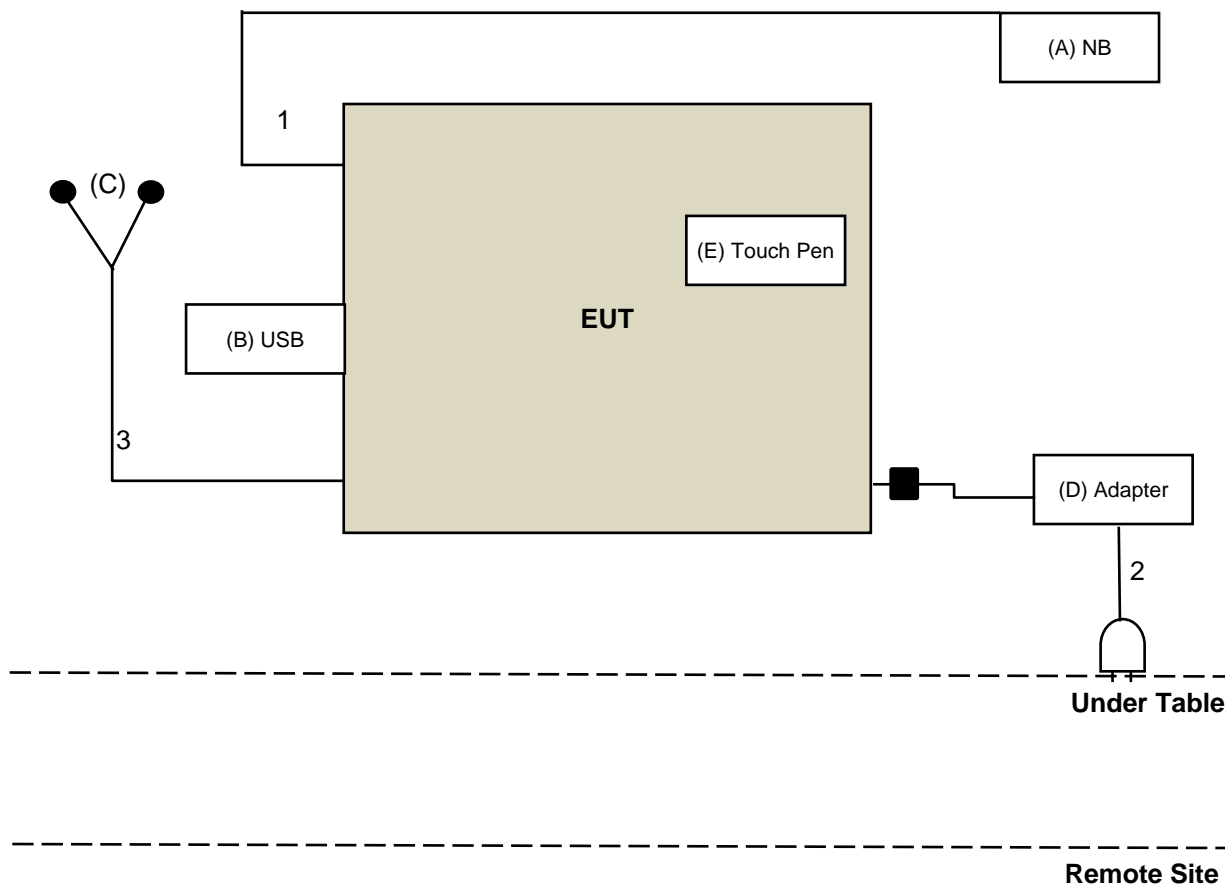 (A) NB
1
(C)
(E) Touch Pen
EUT
(B) USB
3
(D) Adapter
2
Under Table
Remote Site